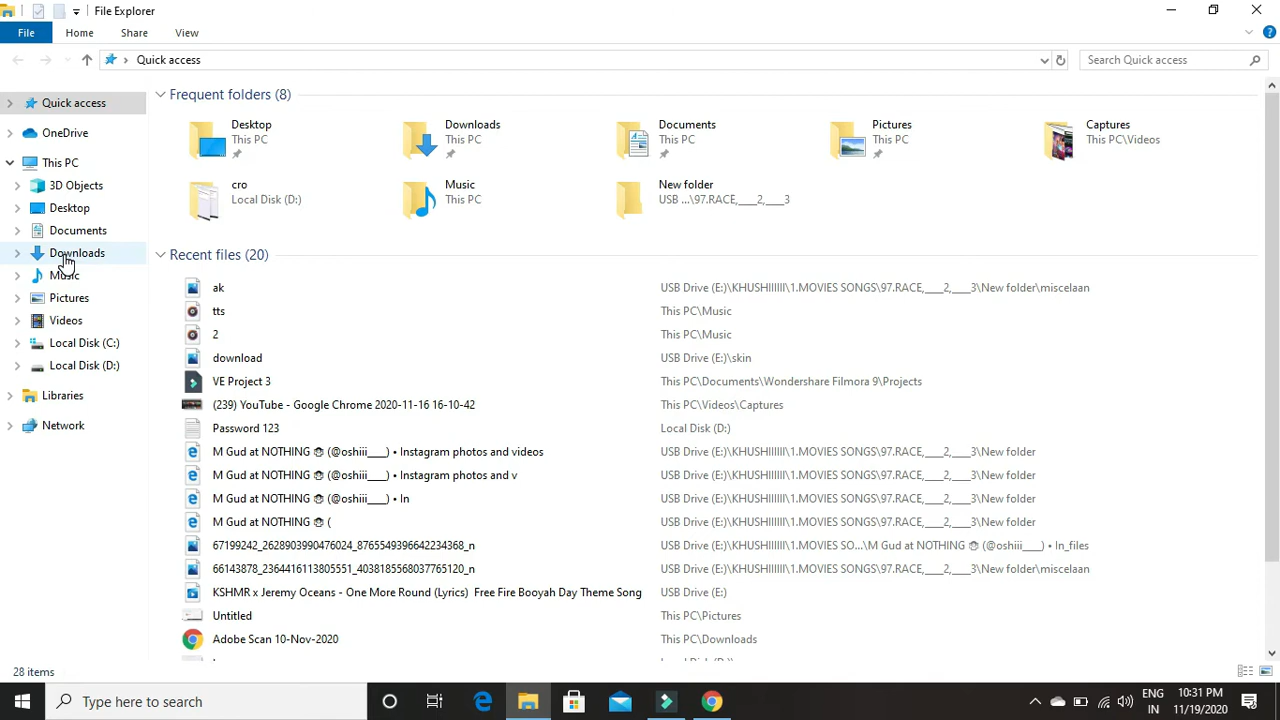 File Explorer
File Home Share View
Quick access
Search Quick access
Quick access
OneDrive
This PC
3D Objects
Desktop
Documents
Downloads
Music
Pictures
Videos
Local Disk (C:)
Local Disk (D:)
Libraries
Network
Frequent folders (8)
Desktop
This PC
Downloads
This PC
Documents
This PC
Pictures
This PC
Captures
This PC\Videos
cro
Local Disk (D:)
Music
This PC
New folder
USB ...\97.RACE,___2,___3
Recent files (20)
ak USB Drive (E:)\KHUSHIIIIII\1.MOVIES SONGS\97.RACE,___2,___3\New folder\miscelaan
tts This PC\Music
2 This PC\Music
download USB Drive (E:)\skin
VE Project 3 This PC\Documents\Wondershare Filmora 9\Projects
(239) YouTube - Google Chrome 2020-11-16 16-10-42 This PC\Videos\Captures
Password 123 Local Disk (D:)
M Gud at NOTHING (@oshiii___) • Instagram photos and videos USB Drive (E:)\KHUSHIIIIII\1.MOVIES SONGS\97.RACE,___2,___3\New folder
M Gud at NOTHING (@oshiii___) • Instagram photos and v USB Drive (E:)\KHUSHIIIIII\1.MOVIES SONGS\97.RACE,___2,___3\New folder
M Gud at NOTHING (@oshiii___) • In USB Drive (E:)\KHUSHIIIIII\1.MOVIES SONGS\97.RACE,___2,___3\New folder
M Gud at NOTHING ( USB Drive (E:)\KHUSHIIIIII\1.MOVIES SONGS\97.RACE,___2,___3\New folder
67199242_2628903990476024_8765549396642234368_n USB Drive (E:)\KHUSHIIIIII\1.MOVIES SO...\M Gud at NOTHING (@oshiii___) • In_files
66143878_2364416113805551_4038185568037765120_n USB Drive (E:)\KHUSHIIIIII\1.MOVIES SONGS\97.RACE,___2,___3\New folder\miscelaan
KSHMR x Jeremy Oceans - One More Round (Lyrics) Free Fire Booyah Day Theme Song USB Drive (E:)
Untitled This PC\Pictures
Adobe Scan 10-Nov-2020 This PC\Downloads
28 items
Type here to search
ENG 10:31 PM
IN 11/19/2020